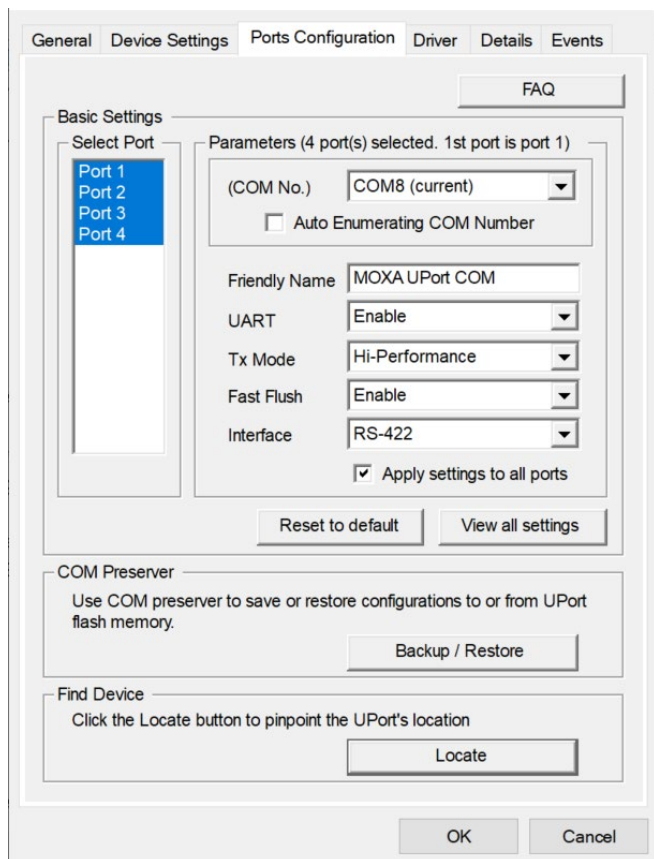 General Device Settings Ports Configuration Driver Details Events
FAQ
Basic Settings
Select Port
Port 1
Port 2
Port 3
Port 4
Parameters (4 port(s) selected. 1st port is port 1)
(COM No.) COM8 (current)
Auto Enumerating COM Number
Friendly Name MOXA UPort COM
UART Enable
Tx Mode Hi-Performance
Fast Flush Enable
Interface RS-422
Apply settings to all ports
Reset to default View all settings
COM Preserver
Use COM preserver to save or restore configurations to or from UPort
flash memory.
Backup / Restore
Find Device
Click the Locate button to pinpoint the UPort's location
Locate
OK Cancel